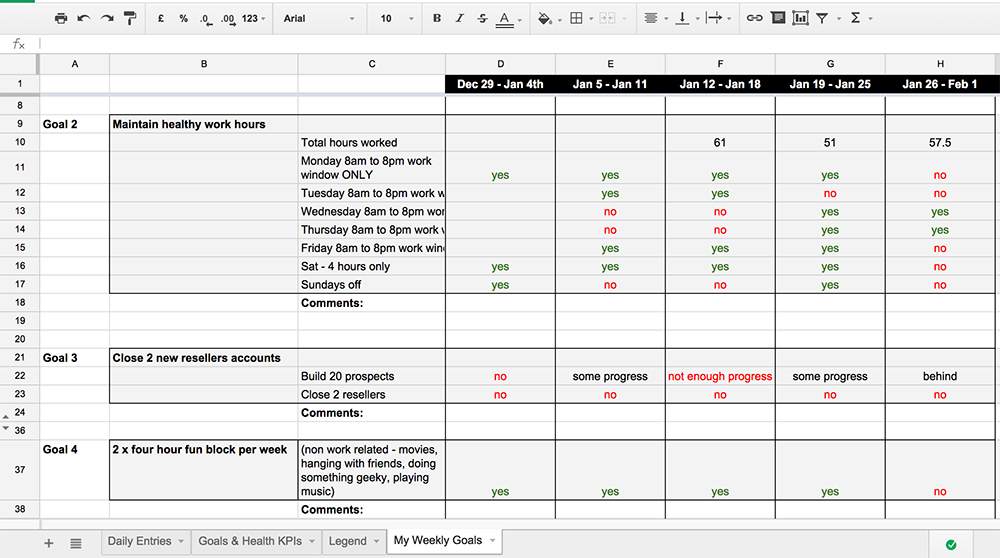 £ % .0 .00 123 Arial 10 B I S A Σ
fx
A B C D E F G H
1 Dec 29 - Jan 4th Jan 5 - Jan 11 Jan 12 - Jan 18 Jan 19 - Jan 25 Jan 26 - Feb 1
8
9 Goal 2 Maintain healthy work hours
10 Total hours worked 61 51 57.5
Monday 8am to 8pm work
11 window ONLY yes yes yes yes no
12 Tuesday 8am to 8pm work w yes yes no no
13 Wednesday 8am to 8pm wor no no yes yes
14 Thursday 8am to 8pm work no no yes yes
15 Friday 8am to 8pm work win yes yes yes no
16 Sat - 4 hours only yes yes yes yes no
17 Sundays off yes no no yes no
18 Comments:
19
20
21 Goal 3 Close 2 new resellers accounts
22 Build 20 prospects no some progress not enough progress some progress behind
23 Close 2 resellers no no no no no
24 Comments:
36
Goal 4 2 x four hour fun block per week (non work related - movies,
hanging with friends, doing
37 something geeky, playing
music) yes yes yes yes no
38 Comments:
Daily Entries Goals & Health KPIs Legend My Weekly Goals